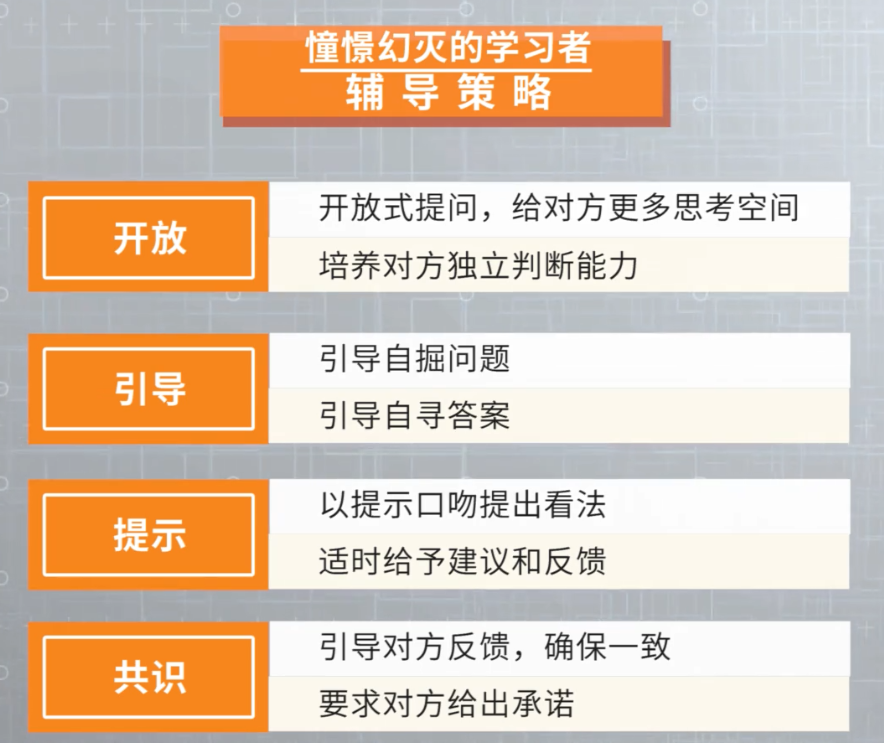 憧憬幻灭的学习者
辅导策略
开放
开放式提问，给对方更多思考空间
培养对方独立判断能力
引导
引导自掘问题
引导自寻答案
提示
以提示口吻提出看法
适时给予建议和反馈
共识
引导对方反馈，确保一致
要求对方给出承诺